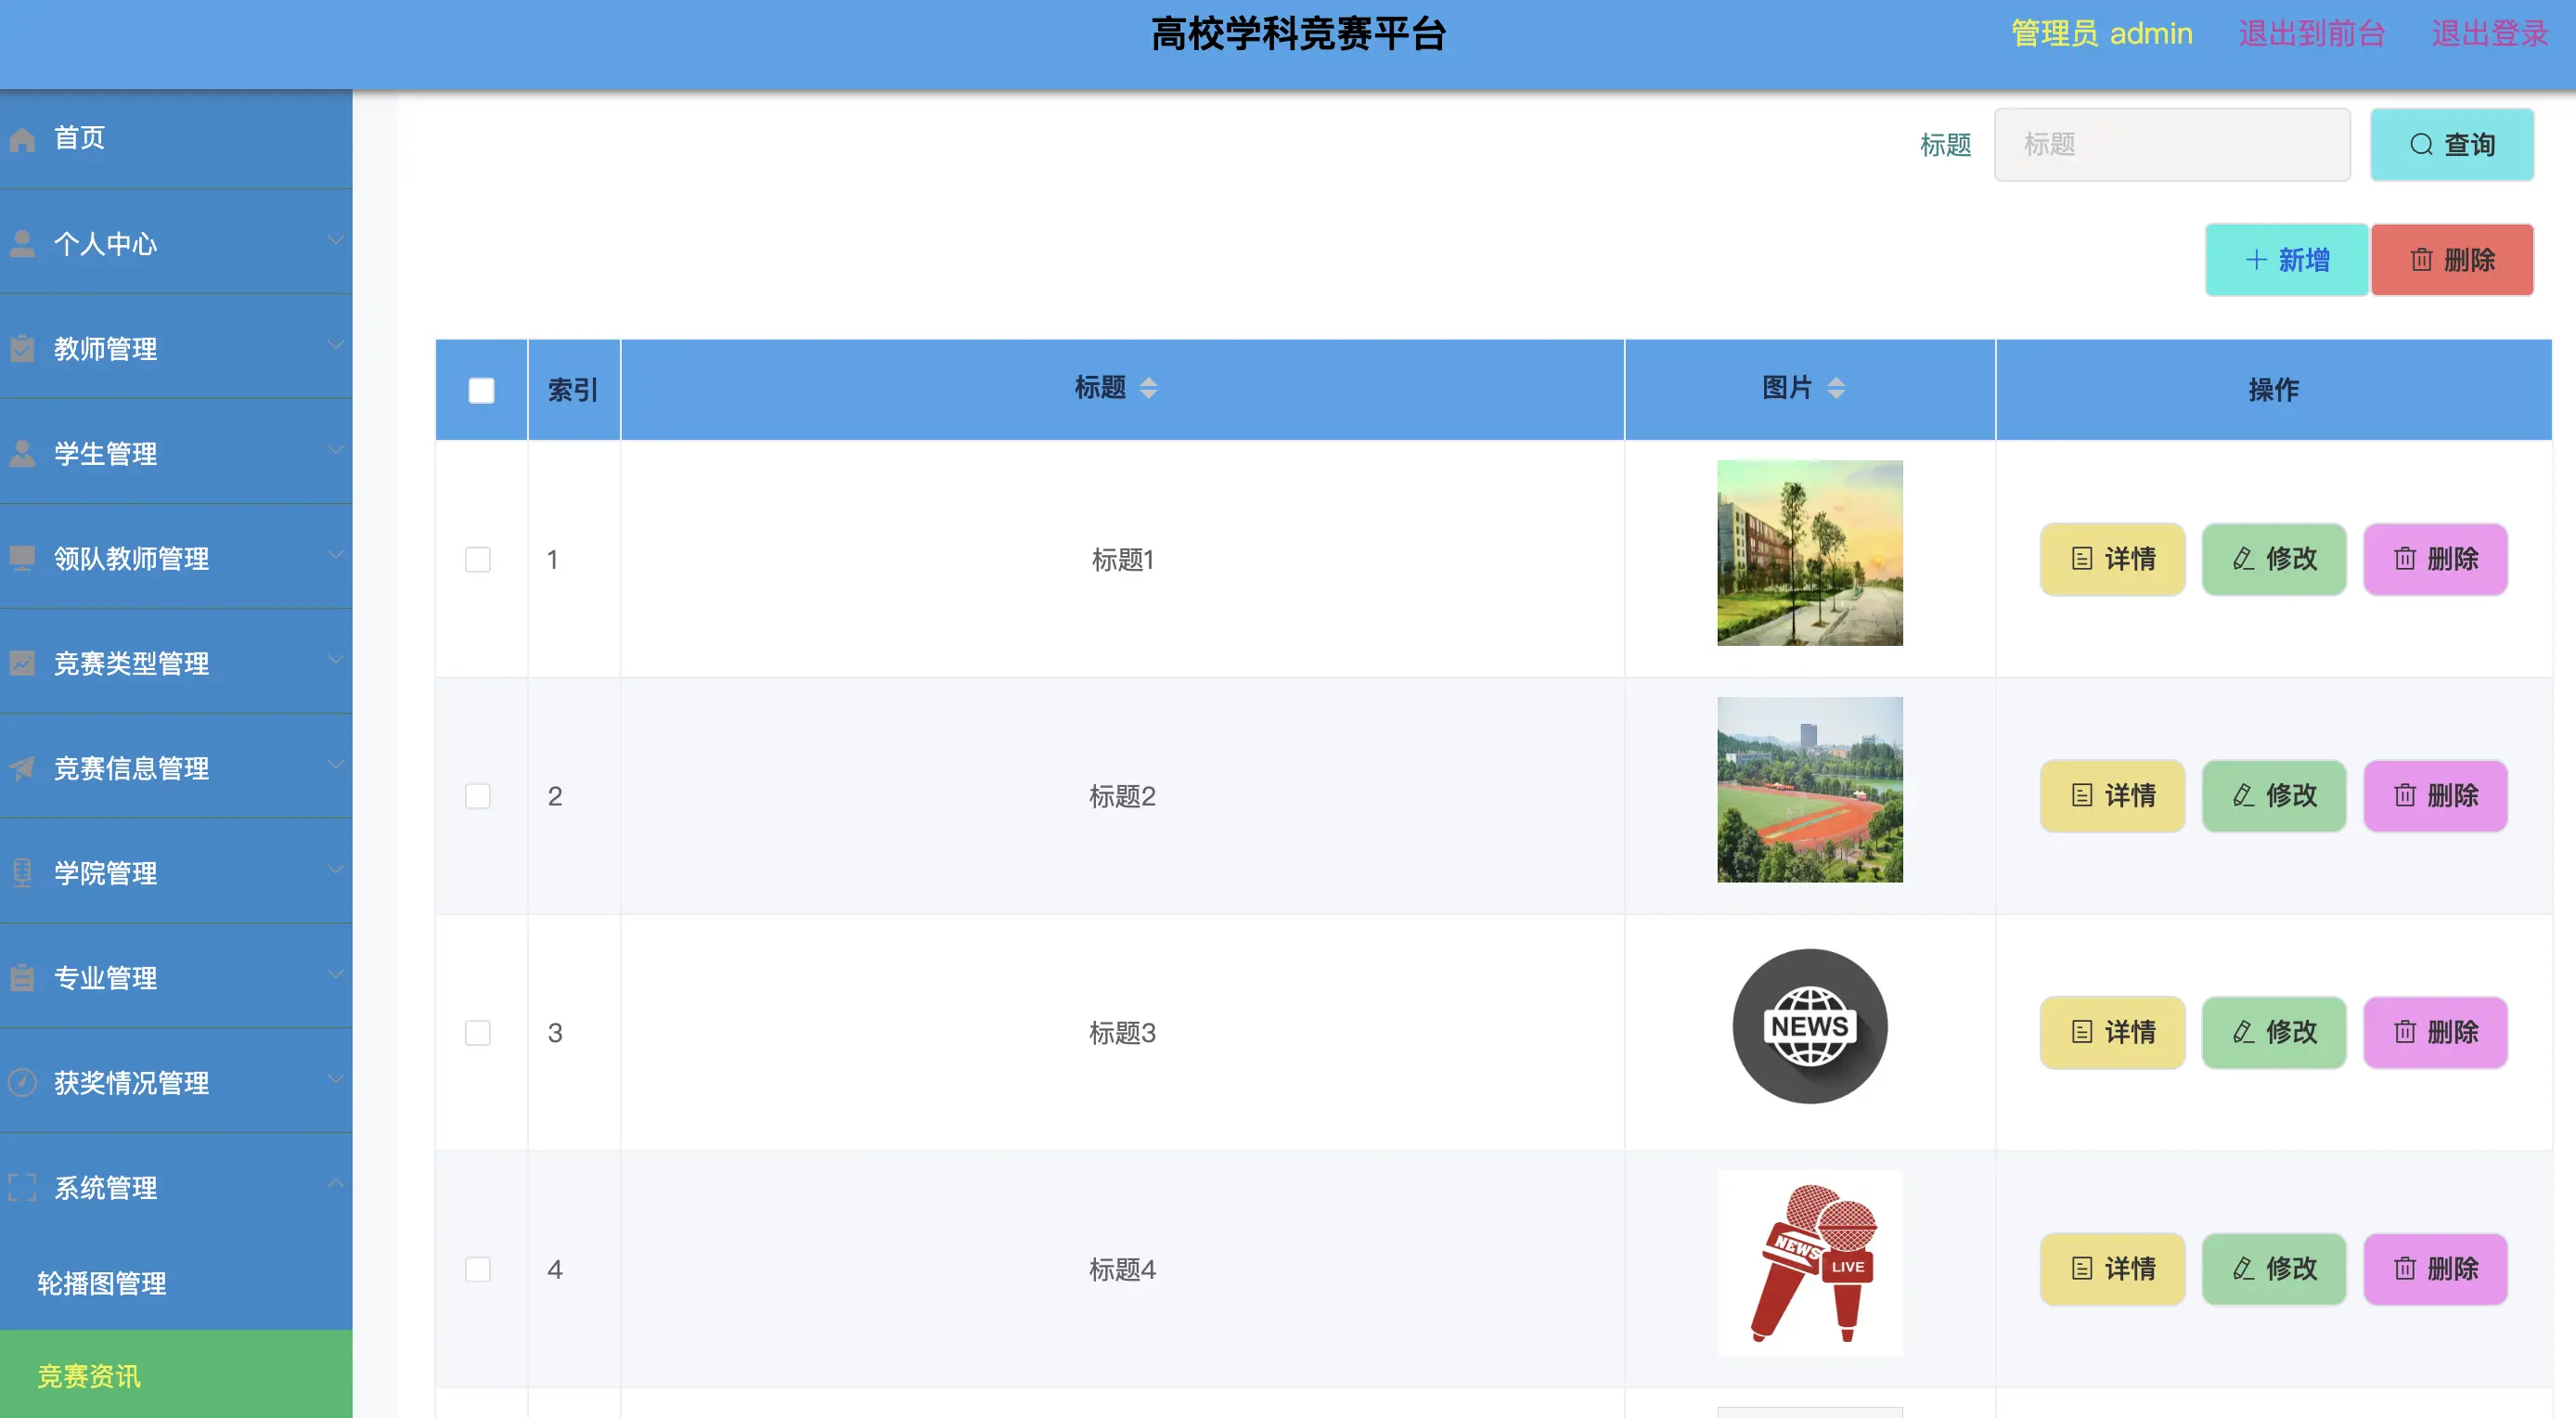 高校学科竞赛平台
管理员 admin 退出到前台 退出登录
首页
个人中心
教师管理
学生管理
领队教师管理
竞赛类型管理
竞赛信息管理
学院管理
专业管理
获奖情况管理
系统管理
轮播图管理
竞赛资讯
标题 标题 查询
新增 删除
索引 标题 图片 操作
1 标题1 详情 修改 删除
2 标题2 详情 修改 删除
3 标题3 NEWS 详情 修改 删除
4 标题4 NEWS LIVE 详情 修改 删除